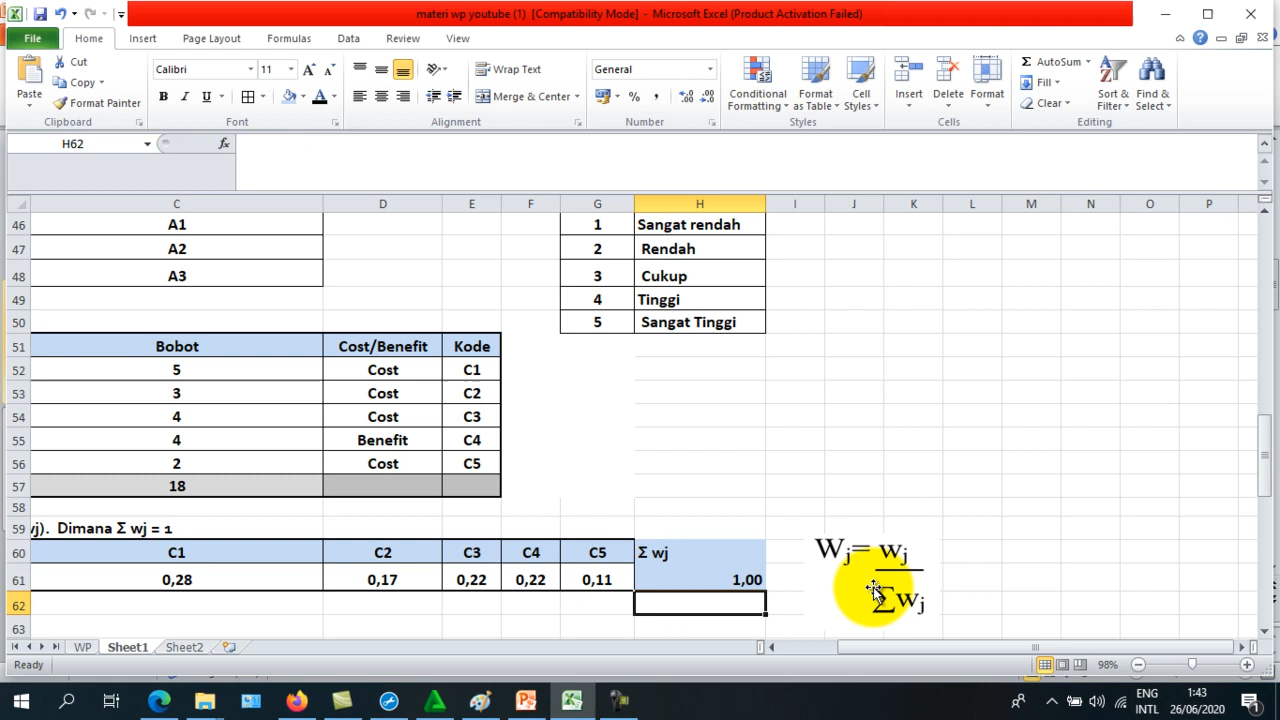 materi wp youtube (1)  [Compatibility Mode]  -  Microsoft Excel (Product Activation Failed)
File Home Insert Page Layout Formulas Data Review View
Paste
Cut
Copy
Format Painter
Clipboard
Calibri 11
B I U
Font
Wrap Text
Merge & Center
Alignment
General
Number
Conditional Formatting
Format as Table
Cell Styles
Styles
Insert
Delete
Format
Cells
AutoSum
Fill
Clear
Sort & Filter
Find & Select
Editing
H62 fx
C D E F G H I J K L M N O P
46 A1 1 Sangat rendah
47 A2 2 Rendah
48 A3 3 Cukup
49 4 Tinggi
50 5 Sangat Tinggi
51 Bobot Cost/Benefit Kode
52 5 Cost C1
53 3 Cost C2
54 4 Cost C3
55 4 Benefit C4
56 2 Cost C5
57 18
58
59 wj).  Dimana Σ wj = 1
60 C1 C2 C3 C4 C5 Σ wj
61 0,28 0,17 0,22 0,22 0,11 1,00
62
63
Wj= wj
∑wj
WP Sheet1 Sheet2
Ready 98%
ENG 1:43
INTL 26/06/2020
1